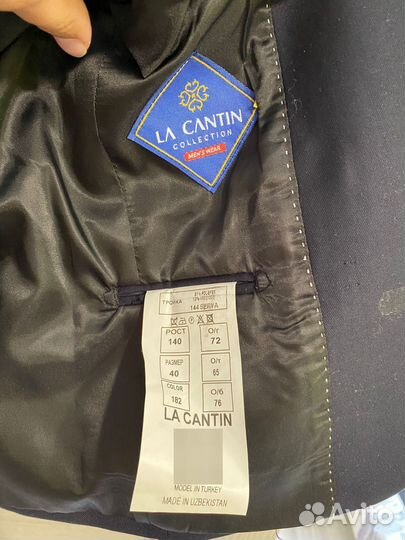 LA CANTIN
COLLECTION
MEN'S WEAR
ТРОЙКА
РОСТ О/г
140 72
РАЗМЕР О/т
40 65
COLOR О/б
182 76
LA CANTIN
MODEL IN TURKEY
MADE IN UZBEKISTAN
Avito